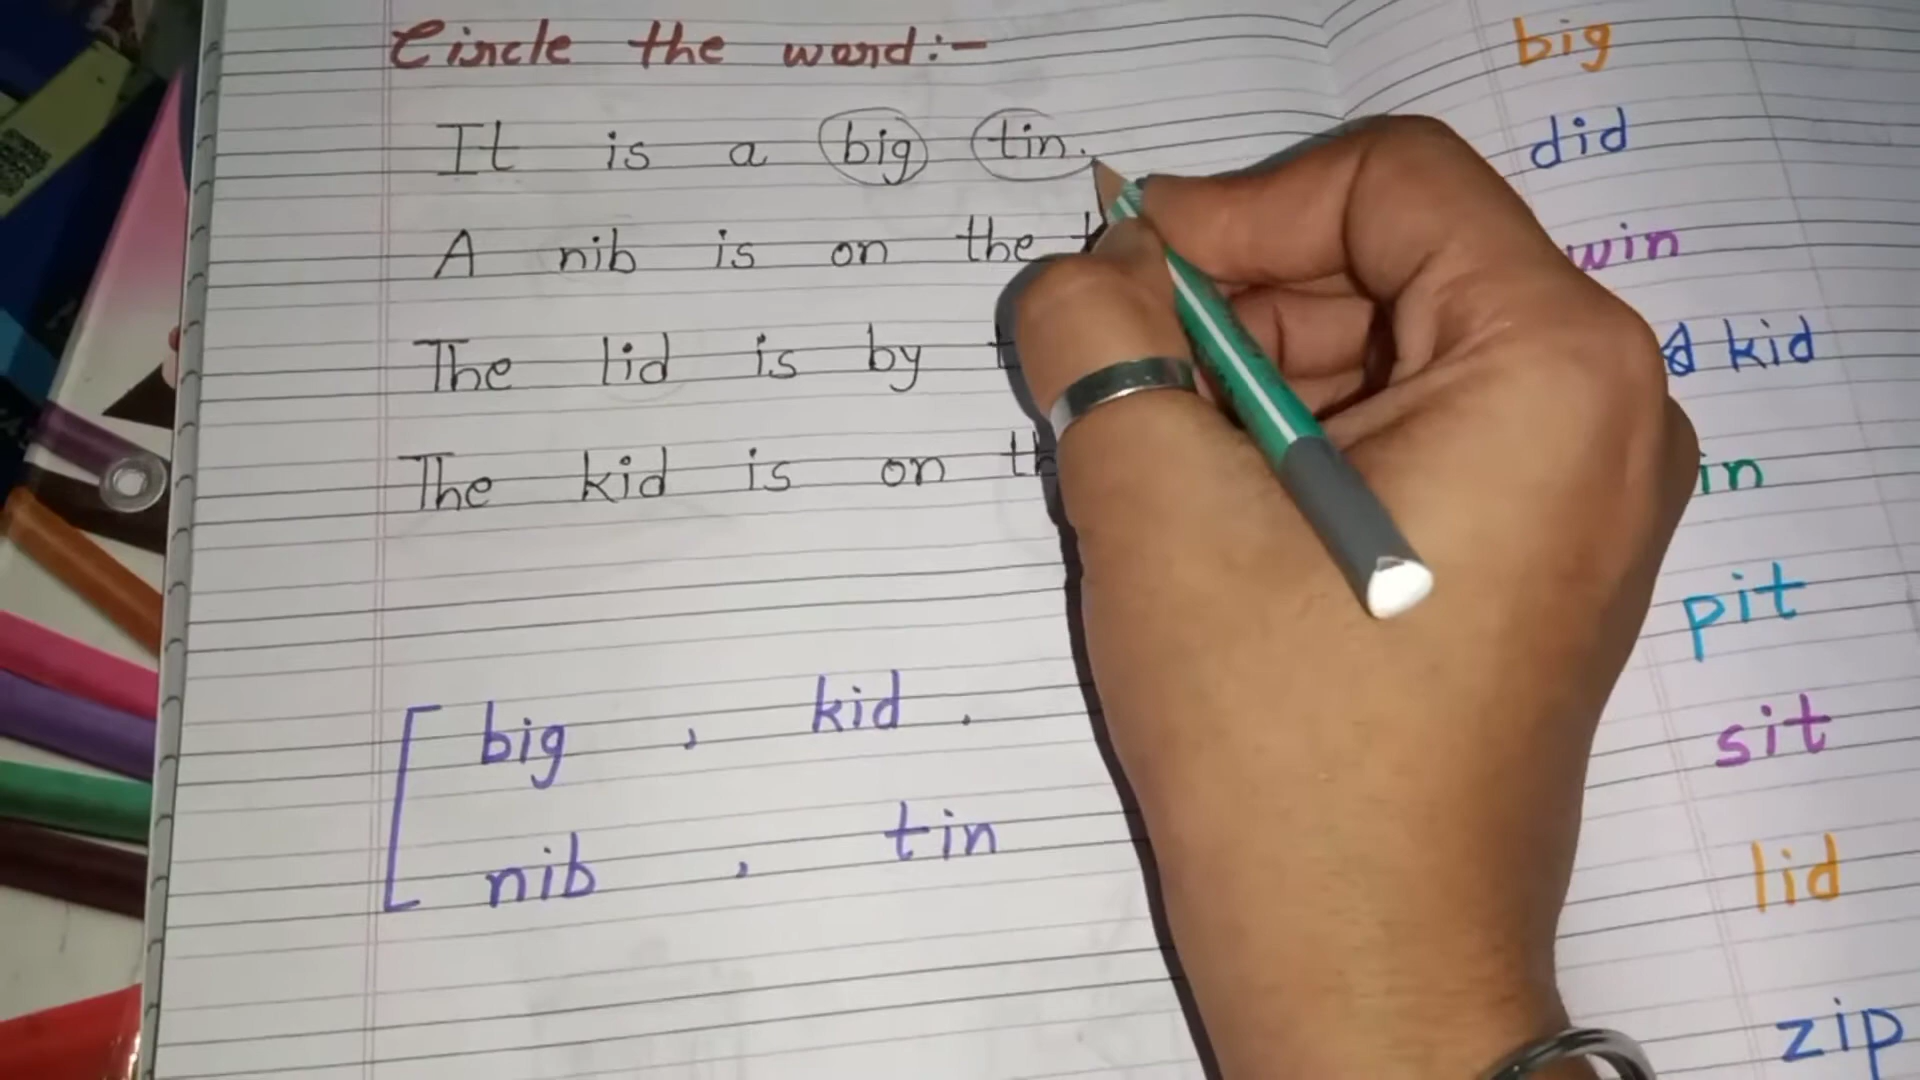 Circle the word:-
It is a big tin.
A nib is on the
The lid is by
The kid is on
big , kid .
nib , tin
big
did
win
kid
pit
sit
lid
zip